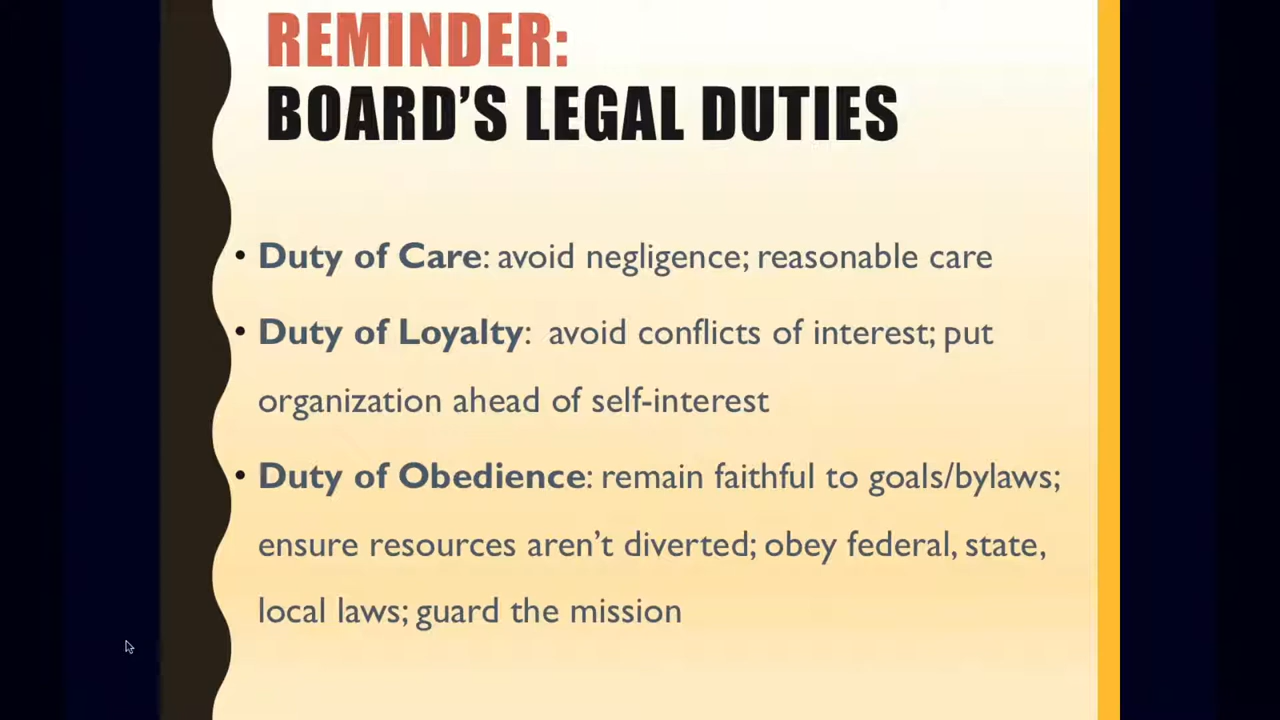 REMINDER:
BOARD’S LEGAL DUTIES
• Duty of Care: avoid negligence; reasonable care
• Duty of Loyalty:  avoid conflicts of interest; put
organization ahead of self-interest
• Duty of Obedience: remain faithful to goals/bylaws;
ensure resources aren’t diverted; obey federal, state,
local laws; guard the mission